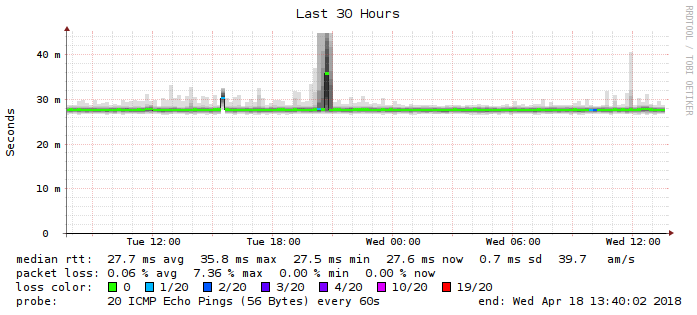 Last 30 Hours
RRDTOOL / TOBI OETIKER
Seconds
40 m
30 m
20 m
10 m
0
Tue 12:00 Tue 18:00 Wed 00:00 Wed 06:00 Wed 12:00
median rtt: 27.7 ms avg 35.8 ms max 27.5 ms min 27.6 ms now 0.7 ms sd 39.7 am/s
packet loss: 0.06 % avg 7.36 % max 0.00 % min 0.00 % now
loss color: 0 1/20 2/20 3/20 4/20 10/20 19/20
probe: 20 ICMP Echo Pings (56 Bytes) every 60s end: Wed Apr 18 13:40:02 2018